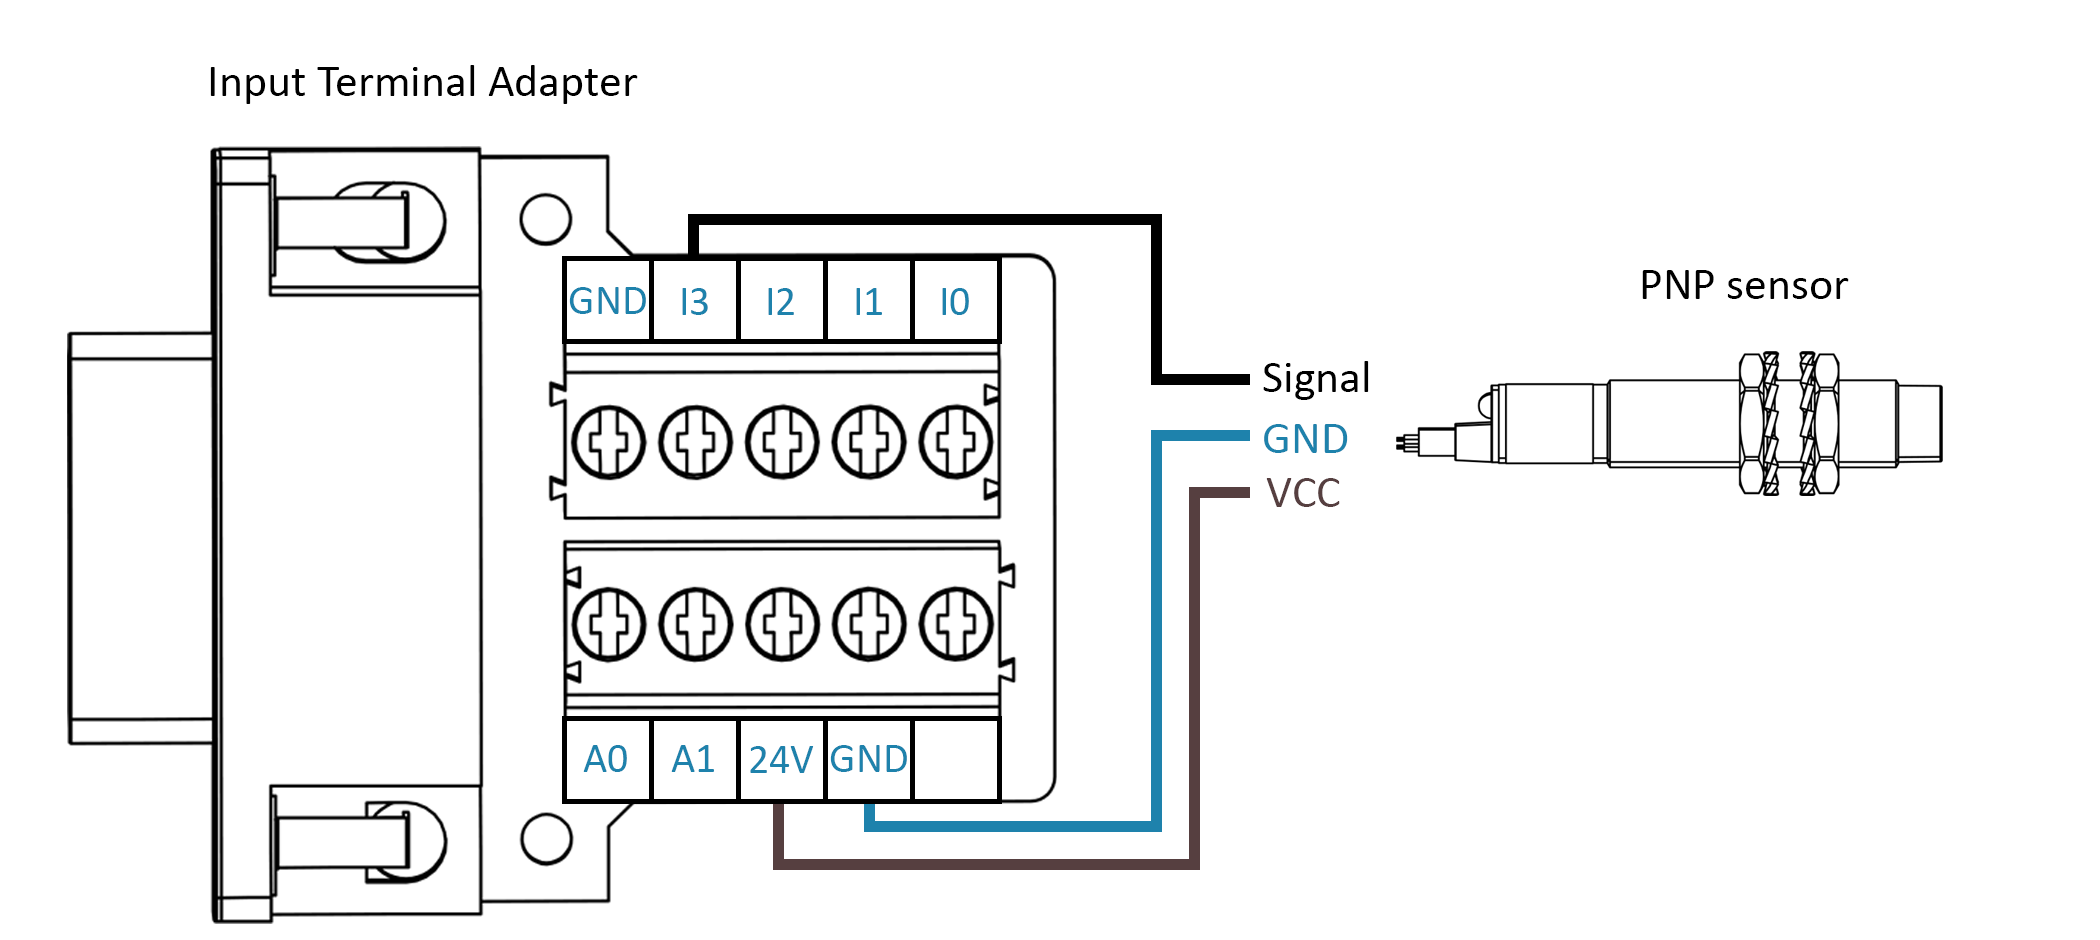 Input Terminal Adapter
PNP sensor
GND I3 I2 I1 I0
Signal
GND
VCC
A0 A1 24V GND